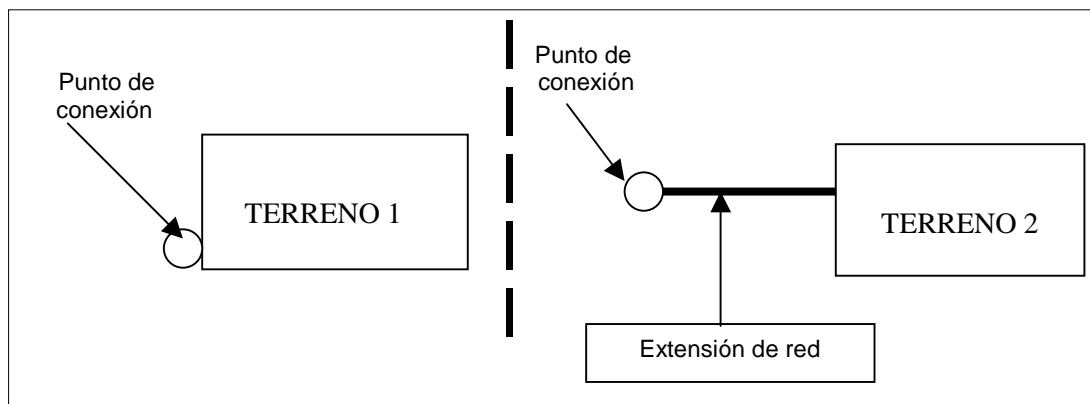 Punto de
conexión
TERRENO 1
Punto de
conexión
TERRENO 2
Extensión de red